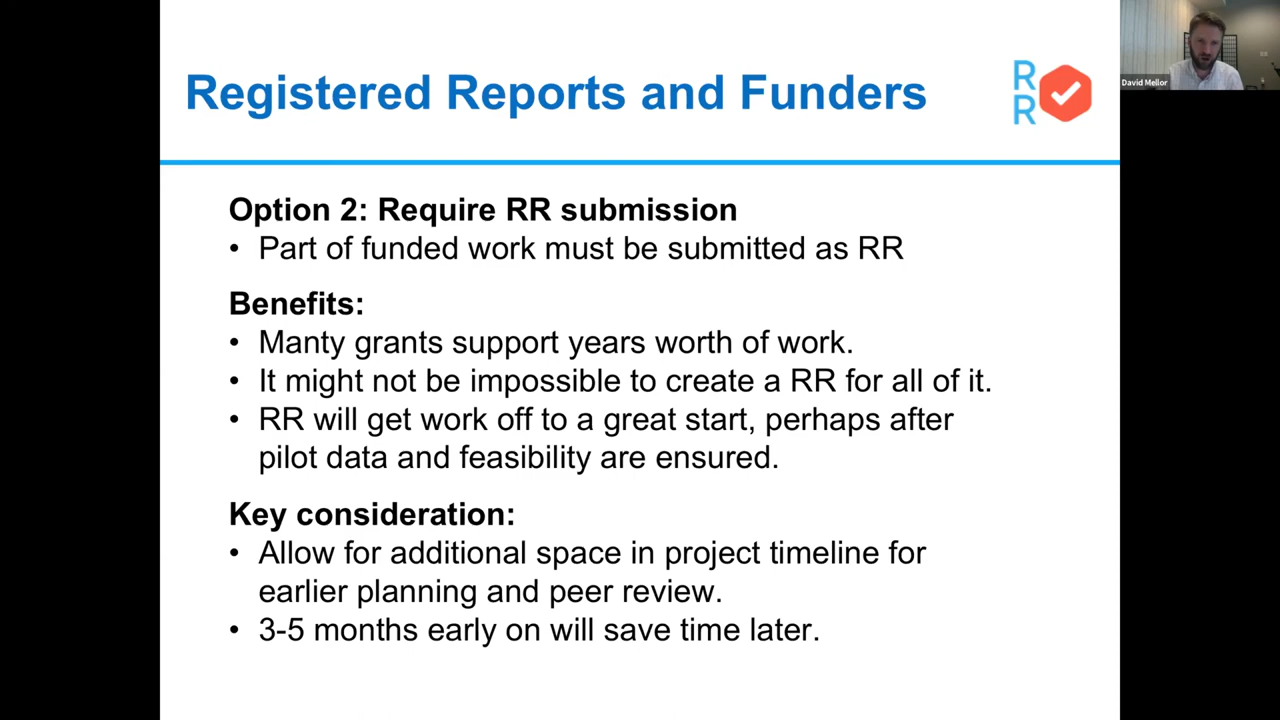 Registered Reports and Funders
R
R
David Mellor
Option 2: Require RR submission
• Part of funded work must be submitted as RR
Benefits:
• Manty grants support years worth of work.
• It might not be impossible to create a RR for all of it.
• RR will get work off to a great start, perhaps after
pilot data and feasibility are ensured.
Key consideration:
• Allow for additional space in project timeline for
earlier planning and peer review.
• 3-5 months early on will save time later.